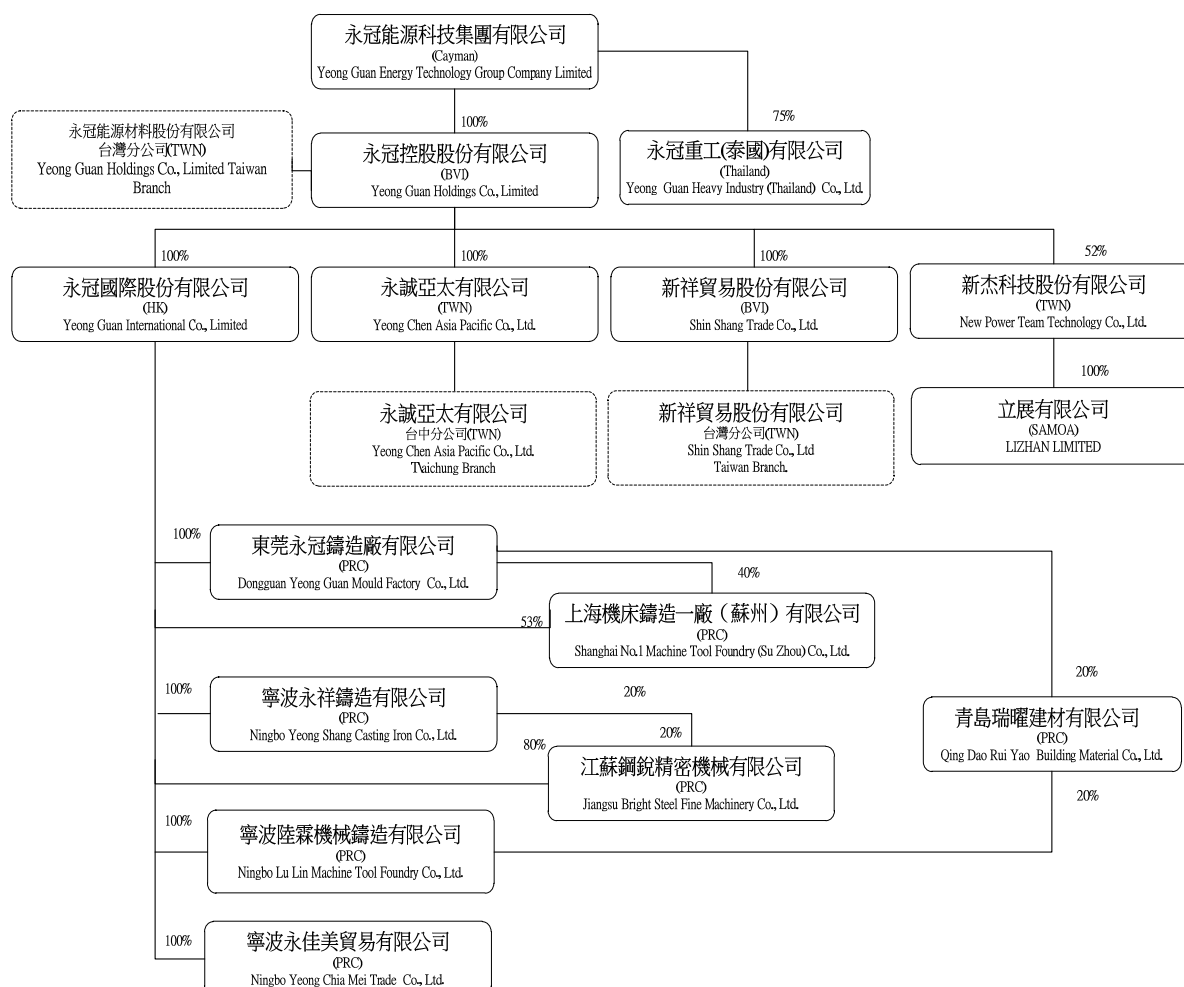 永冠能源科技集團有限公司
(Cayman)
Yeong Guan Energy Technology Group Company Limited
100%
75%
永冠能源材料股份有限公司
台灣分公司(TWN)
Yeong Guan Holdings Co., Limited Taiwan
Branch
永冠控股股份有限公司
(BVI)
Yeong Guan Holdings Co., Limited
永冠重工(泰國)有限公司
(Thailand)
Yeong Guan Heavy Industry (Thailand) Co., Ltd.
100%
100%
100%
52%
永冠國際股份有限公司
(HK)
Yeong Guan International Co., Limited
永誠亞太有限公司
(TWN)
Yeong Chen Asia Pacific Co., Ltd.
新祥貿易股份有限公司
(BVI)
Shin Shang Trade Co., Ltd.
新杰科技股份有限公司
(TWN)
New Power Team Technology Co., Ltd.
100%
永誠亞太有限公司
台中分公司(TWN)
Yeong Chen Asia Pacific Co., Ltd.
Taichung Branch
新祥貿易股份有限公司
台灣分公司(TWN)
Shin Shang Trade Co., Ltd
Taiwan Branch.
立展有限公司
(SAMOA)
LIZHAN LIMITED
100%
東莞永冠鑄造廠有限公司
(PRC)
Dongguan Yeong Guan Mould Factory Co., Ltd.
40%
53%
上海機床鑄造一廠（蘇州）有限公司
(PRC)
Shanghai No.1 Machine Tool Foundry (Su Zhou) Co., Ltd.
100%
寧波永祥鑄造有限公司
(PRC)
Ningbo Yeong Shang Casting Iron Co., Ltd.
20%
20%
20%
青島瑞曜建材有限公司
(PRC)
Qing Dao Rui Yao Building Material Co., Ltd.
20%
80%
江蘇鋼銳精密機械有限公司
(PRC)
Jiangsu Bright Steel Fine Machinery Co., Ltd.
100%
寧波陸霖機械鑄造有限公司
(PRC)
Ningbo Lu Lin Machine Tool Foundry Co., Ltd.
100%
寧波永佳美貿易有限公司
(PRC)
Ningbo Yeong Chia Mei Trade Co., Ltd.